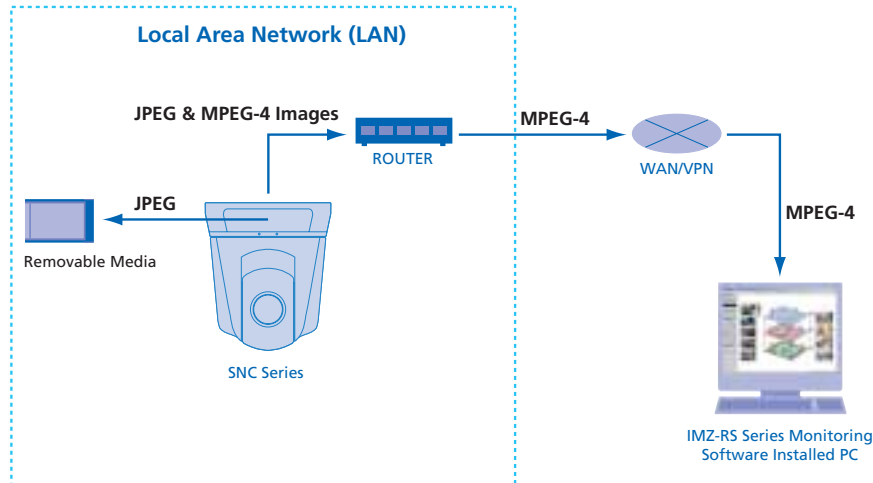 Local Area Network (LAN)
JPEG & MPEG-4 Images
MPEG-4
ROUTER
WAN/VPN
JPEG
MPEG-4
Removable Media
SNC Series
IMZ-RS Series Monitoring
Software Installed PC